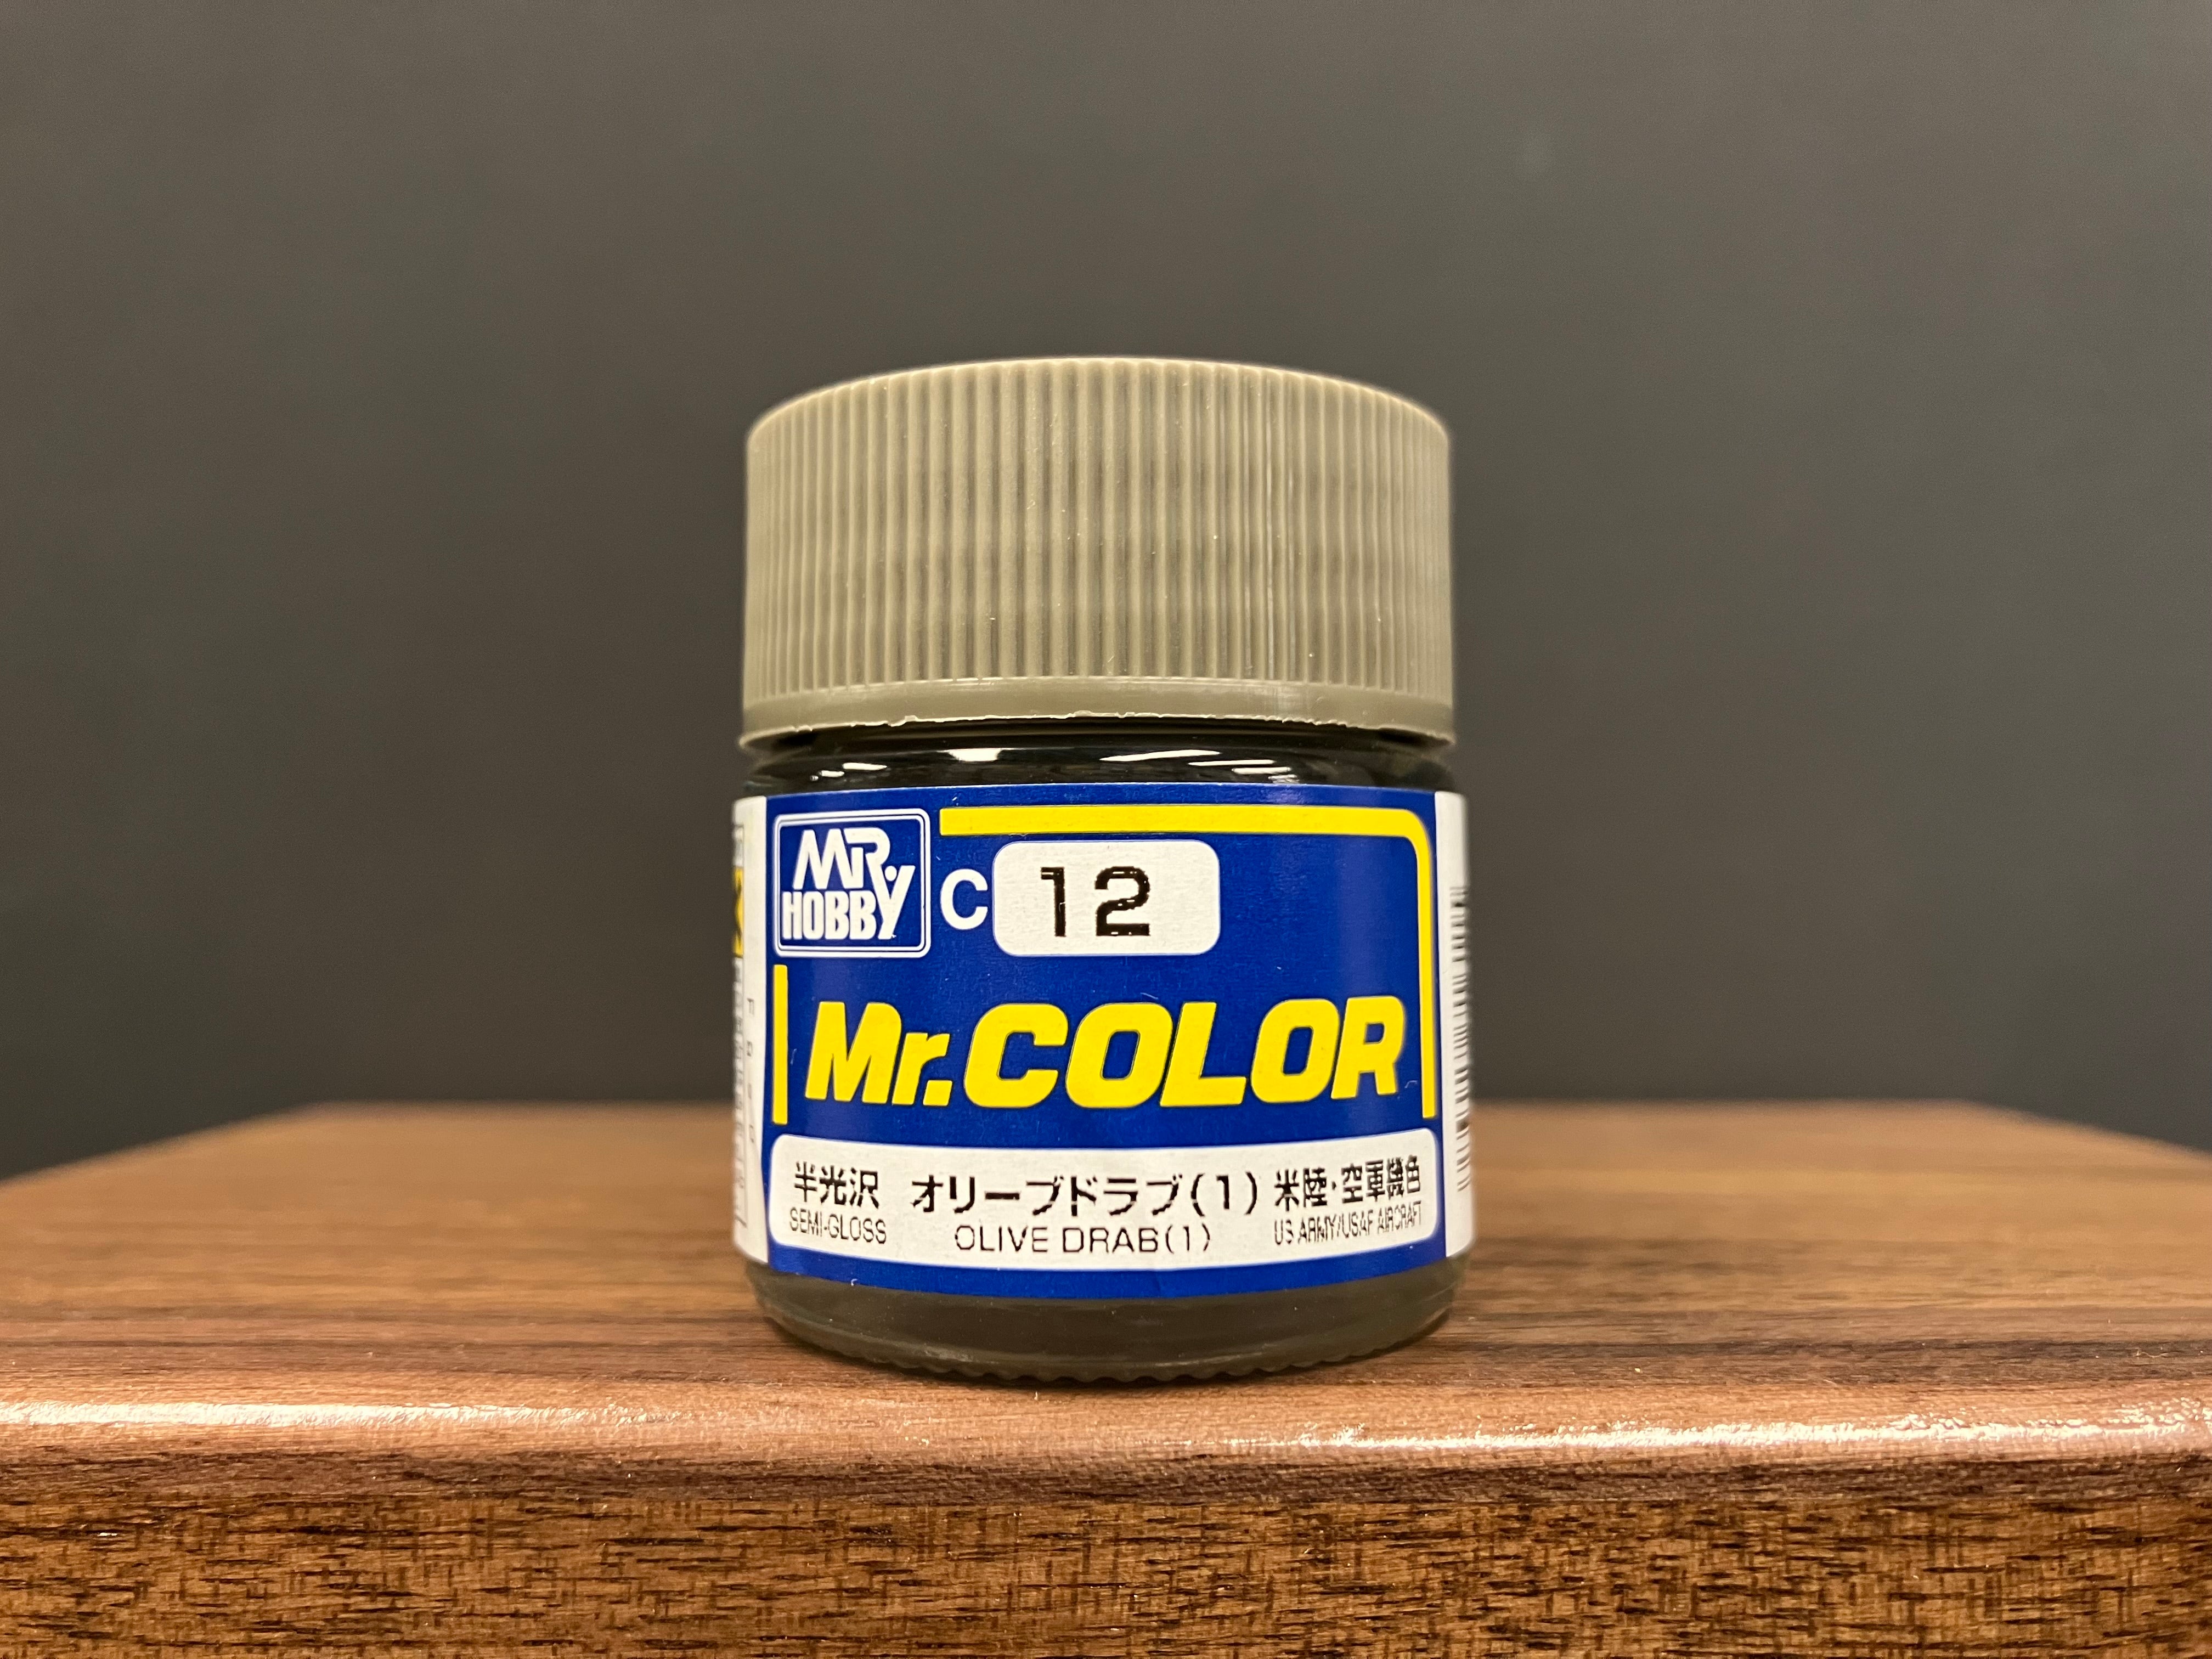 MR. HOBBY
C 12
Mr.COLOR
半光沢 オリーブドラブ(1) 米陸・空軍機色
SEMI-GLOSS OLIVE DRAB(1) US ARMY/USAF AIRCRAFT